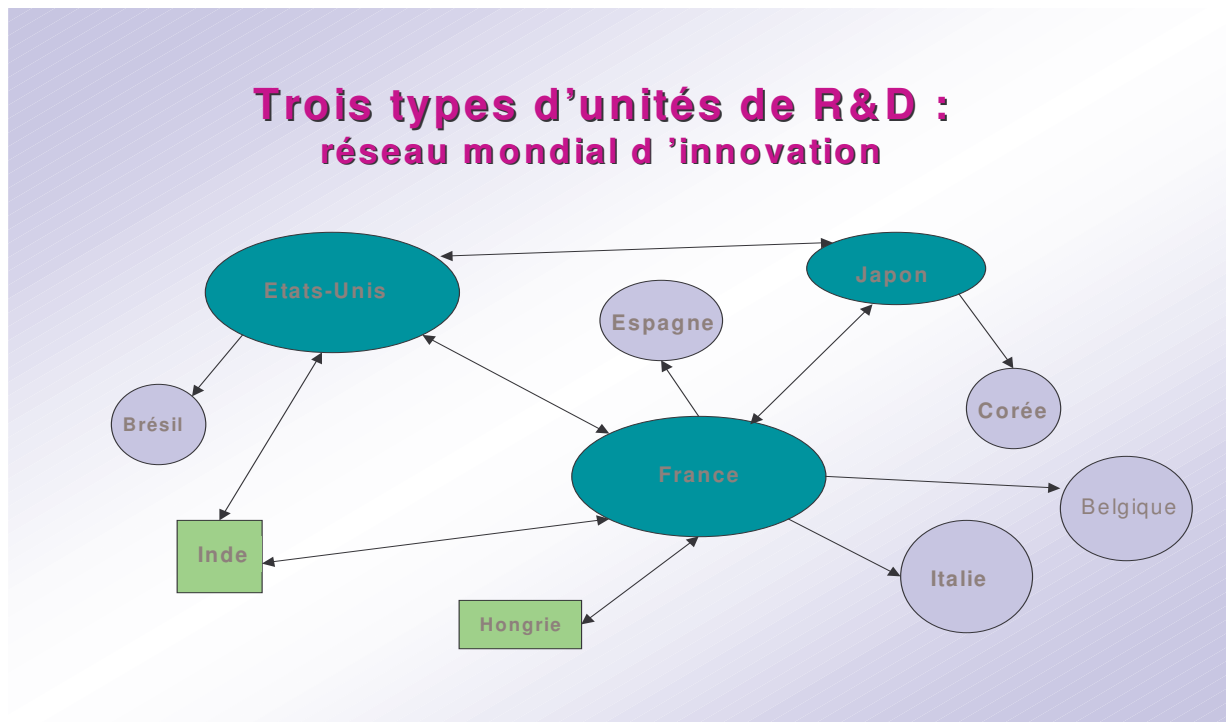 Trois types d’unités de R&D :
réseau mondial d ’innovation
Etats-Unis
Japon
Espagne
Brésil
Corée
France
Belgique
Inde
Italie
Hongrie